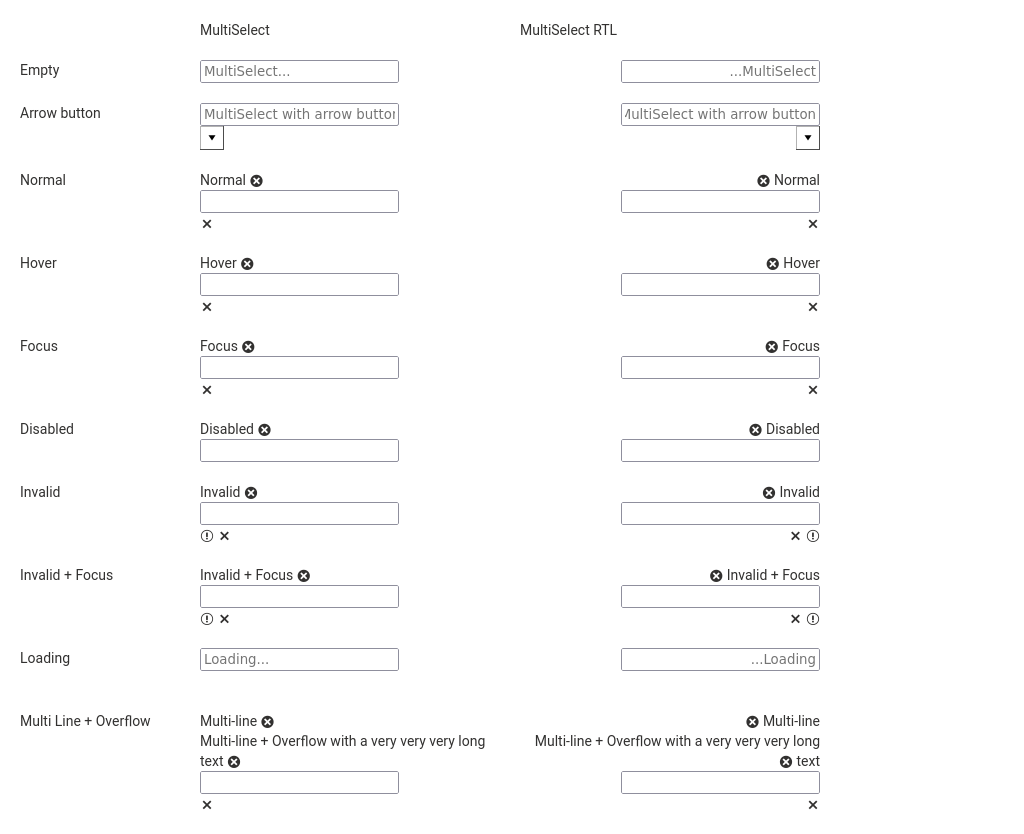 MultiSelect MultiSelect RTL
Empty MultiSelect... ...MultiSelect
Arrow button MultiSelect with arrow button MultiSelect with arrow button
Normal Normal Normal
Hover Hover Hover
Focus Focus Focus
Disabled Disabled Disabled
Invalid Invalid Invalid
Invalid + Focus Invalid + Focus Invalid + Focus
Loading Loading... ...Loading
Multi Line + Overflow Multi-line Multi-line
Multi-line + Overflow with a very very very long Multi-line + Overflow with a very very very long
text text